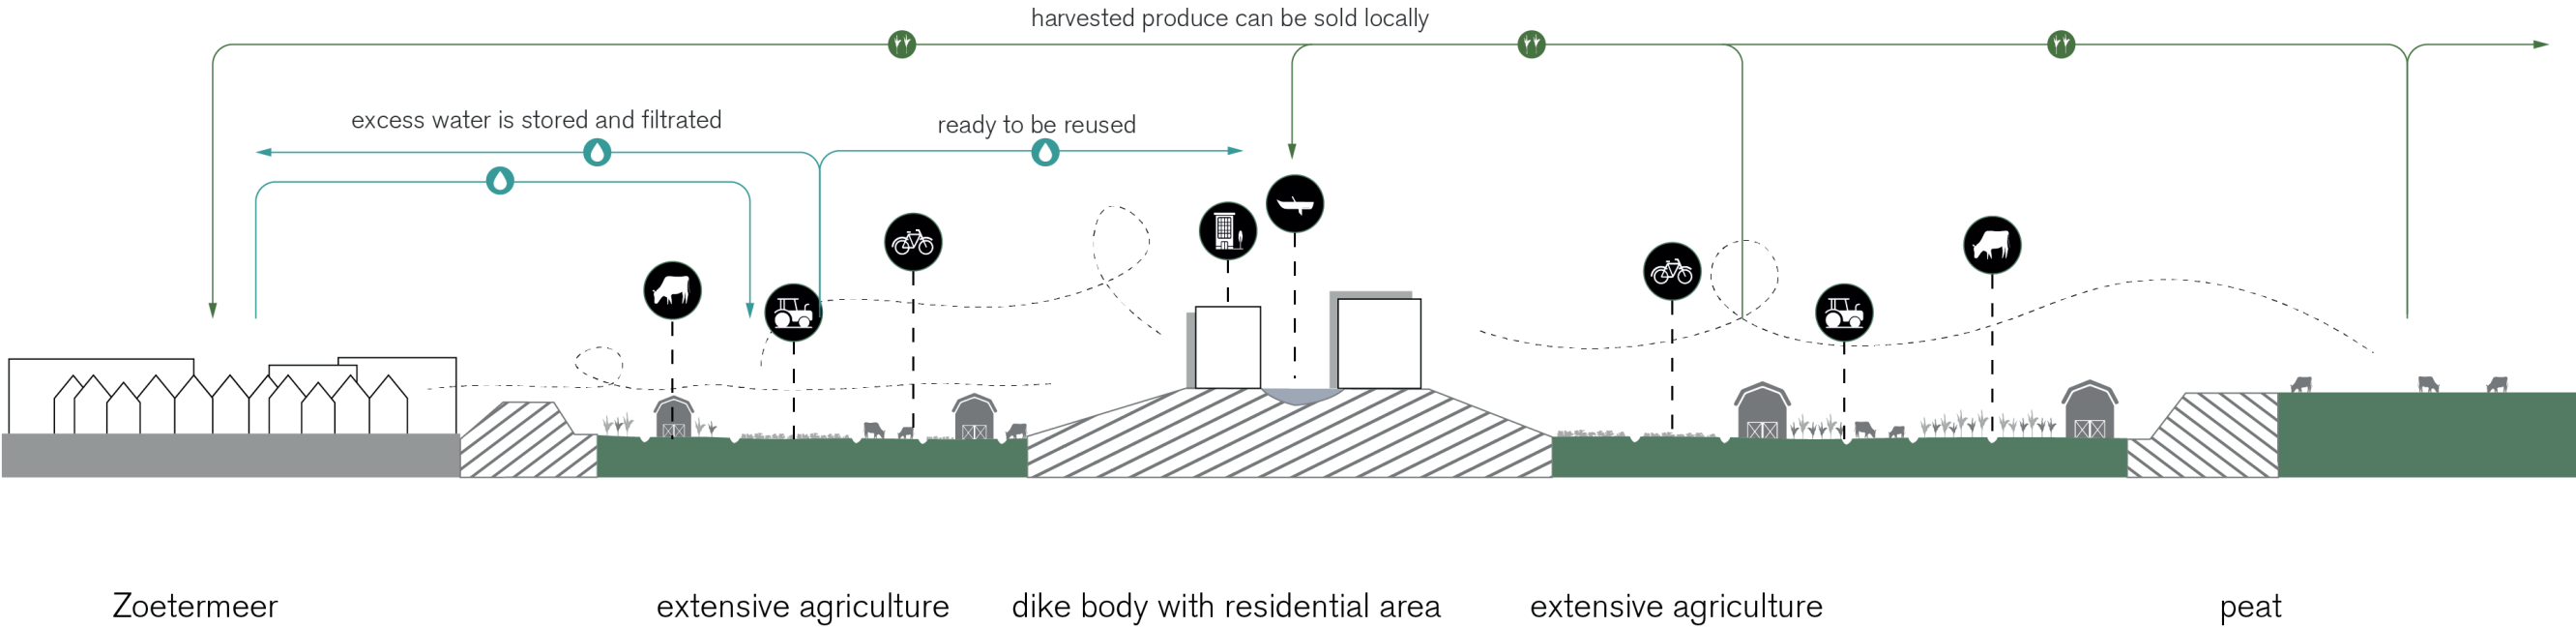 harvested produce can be sold locally
excess water is stored and filtrated
ready to be reused
Zoetermeer
extensive agriculture
dike body with residential area
extensive agriculture
peat